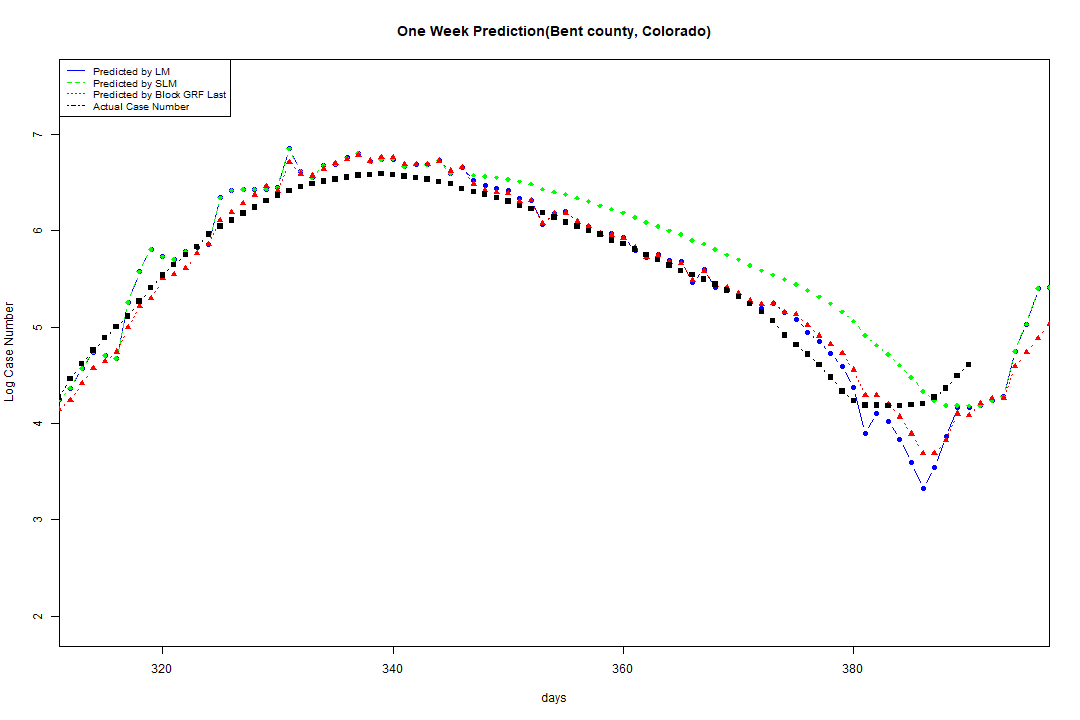 One Week Prediction(Bent county, Colorado)
Predicted by LM
Predicted by SLM
Predicted by Block GRF Last
Actual Case Number
7
6
5
4
3
2
Log Case Number
320
340
360
380
days